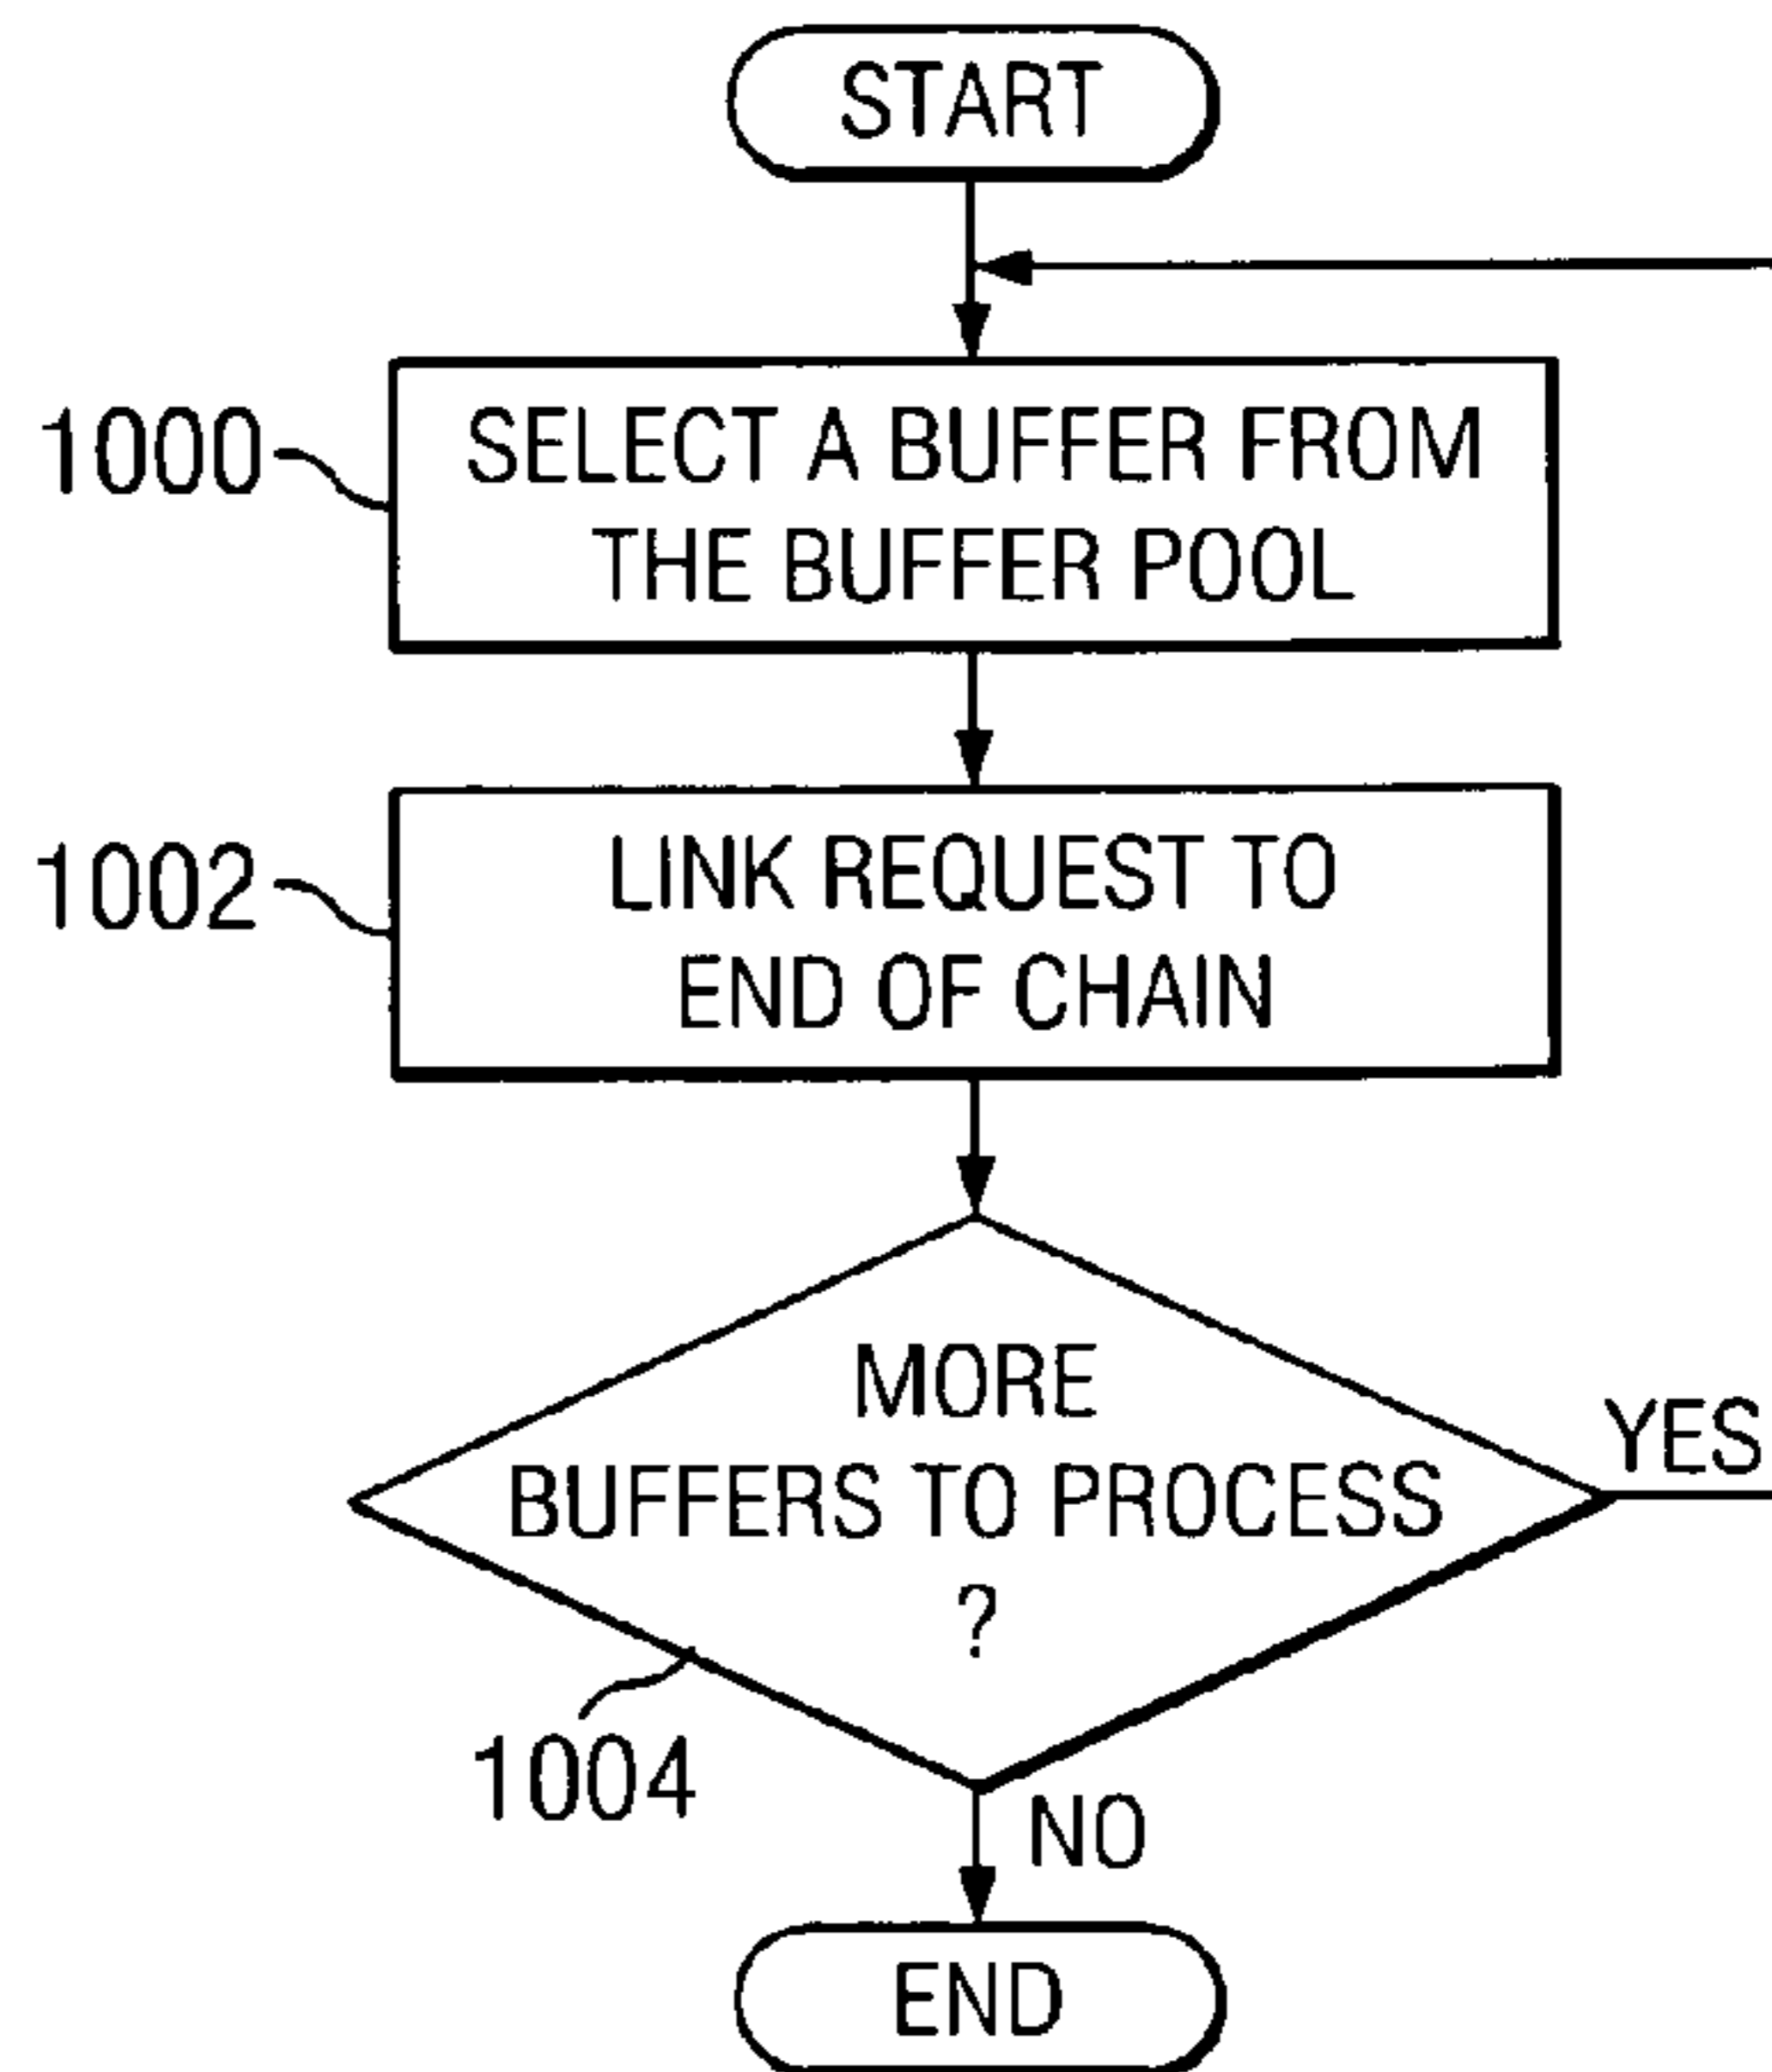 START
1000
SELECT A BUFFER FROM
THE BUFFER POOL
1002
LINK REQUEST TO
END OF CHAIN
MORE
BUFFERS TO PROCESS
?
YES
1004
NO
END